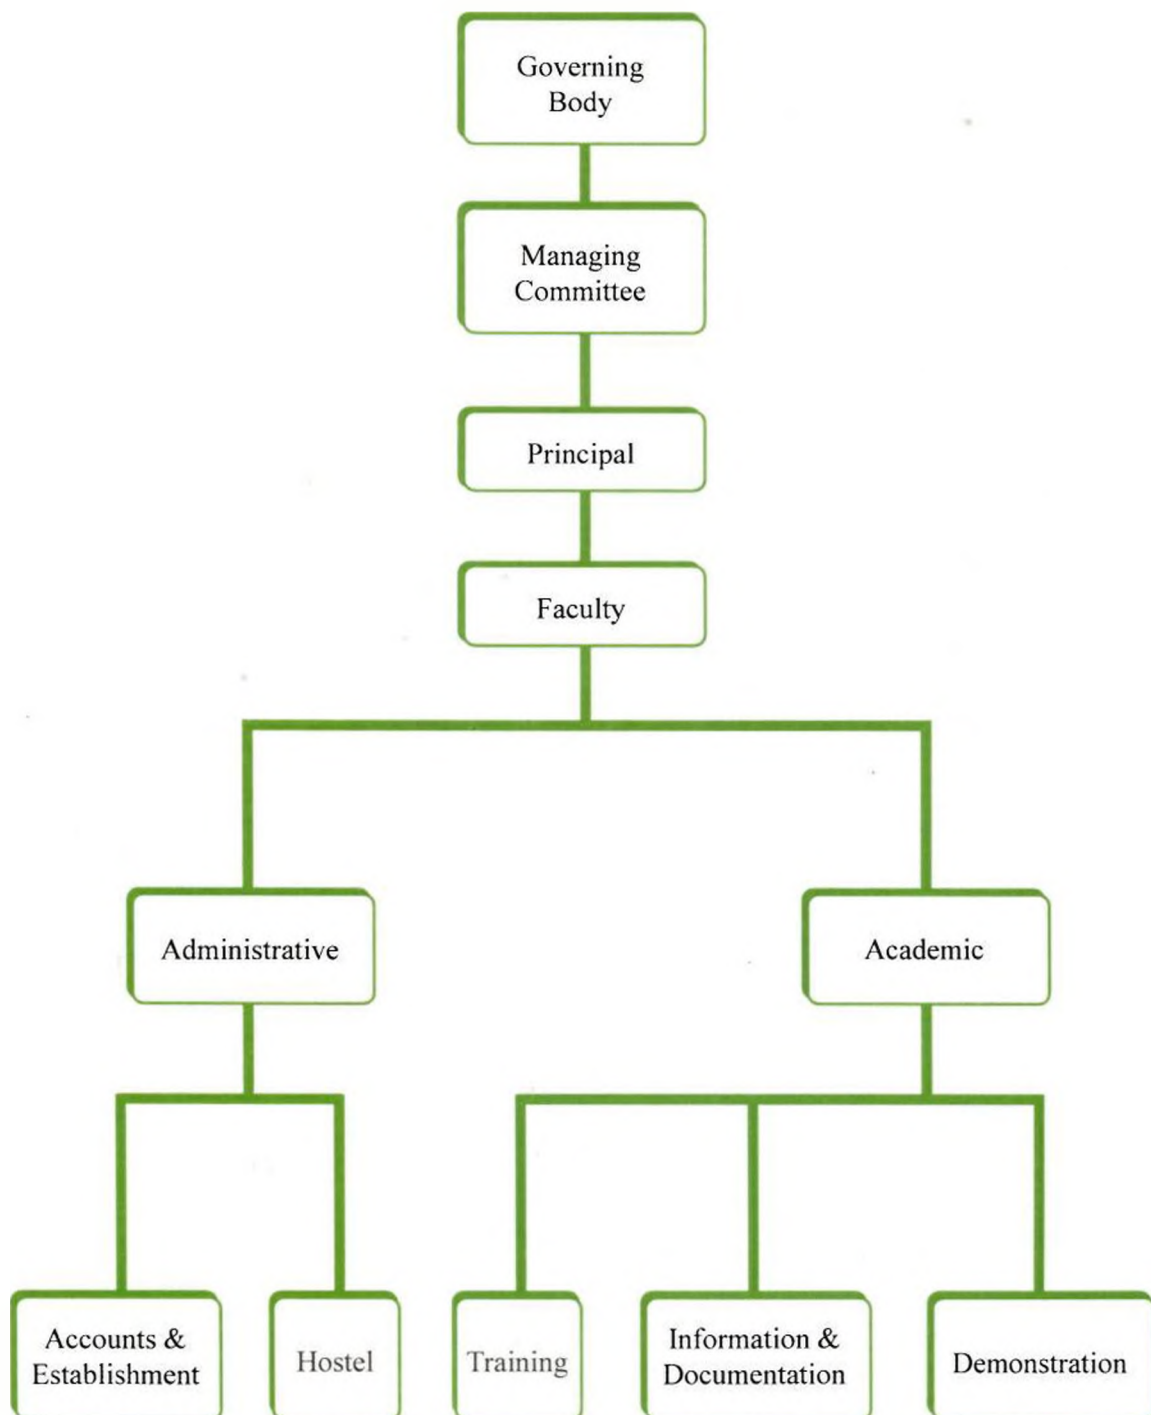 Governing
Body
Managing
Committee
Principal
Faculty
Administrative
Academic
Accounts &
Establishment
Hostel
Training
Information &
Documentation
Demonstration